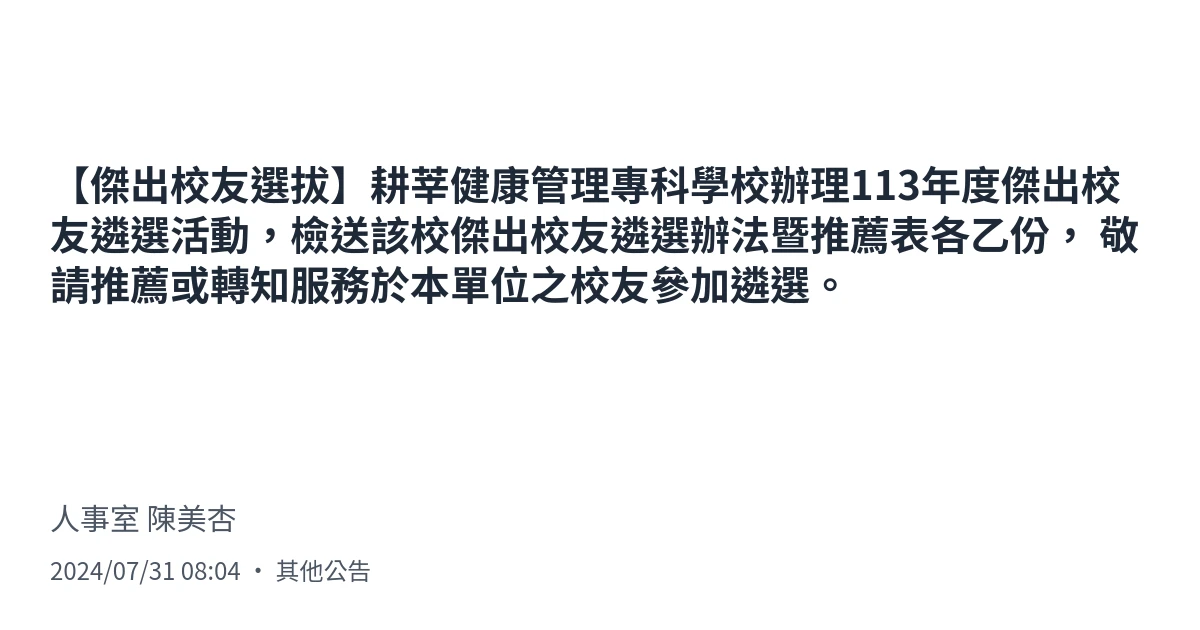 【傑出校友選拔】耕莘健康管理專科學校辦理113年度傑出校
友遴選活動，檢送該校傑出校友遴選辦法暨推薦表各乙份， 敬
請推薦或轉知服務於本單位之校友參加遴選。
人事室 陳美杏
2024/07/31 08:04 • 其他公告